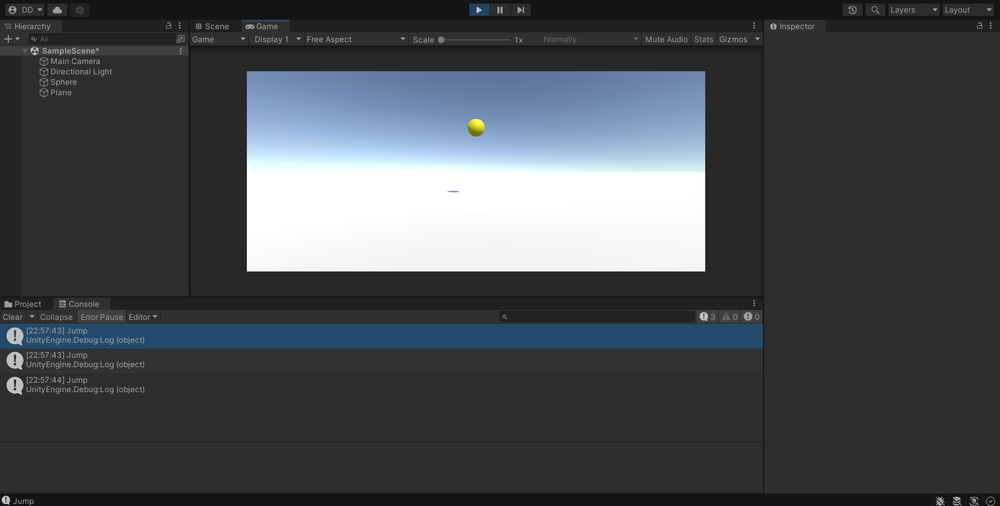 DD
Layers
Layout
Hierarchy
Scene
Game
Inspector
All
Game
Display 1
Free Aspect
Scale
1x
Normally
Mute Audio
Stats
Gizmos
SampleScene*
Main Camera
Directional Light
Sphere
Plane
Project
Console
Clear
Collapse
Error Pause
Editor
3
0
0
[22:57:43] Jump
UnityEngine.Debug:Log (object)
[22:57:43] Jump
UnityEngine.Debug:Log (object)
[22:57:44] Jump
UnityEngine.Debug:Log (object)
Jump